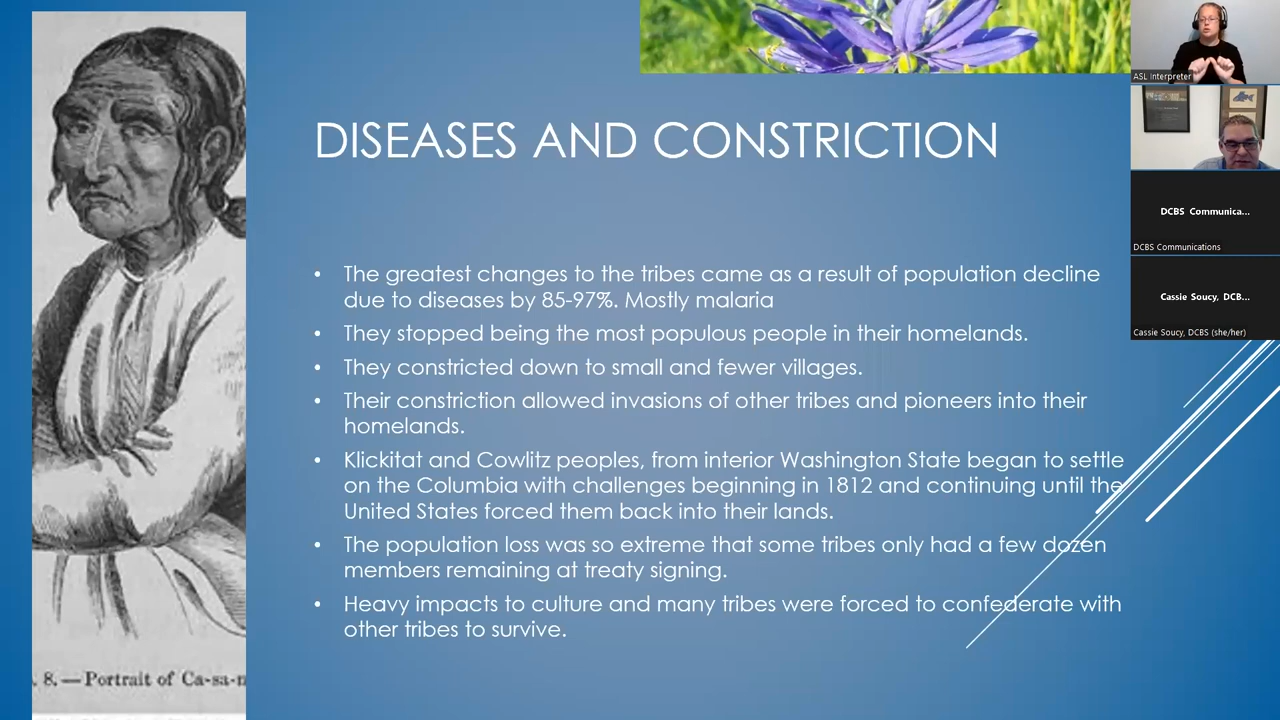 DISEASES AND CONSTRICTION
• The greatest changes to the tribes came as a result of population decline
due to diseases by 85-97%. Mostly malaria
• They stopped being the most populous people in their homelands.
• They constricted down to small and fewer villages.
• Their constriction allowed invasions of other tribes and pioneers into their
homelands.
• Klickitat and Cowlitz peoples, from interior Washington State began to settle
on the Columbia with challenges beginning in 1812 and continuing until the
United States forced them back into their lands.
• The population loss was so extreme that some tribes only had a few dozen
members remaining at treaty signing.
• Heavy impacts to culture and many tribes were forced to confederate with
other tribes to survive.
. 8.—Portrait of Ca-sa-n
ASL Interpreter
DCBS Communica...
DCBS Communications
Cassie Soucy, DCB...
Cassie Soucy, DCBS (she/her)